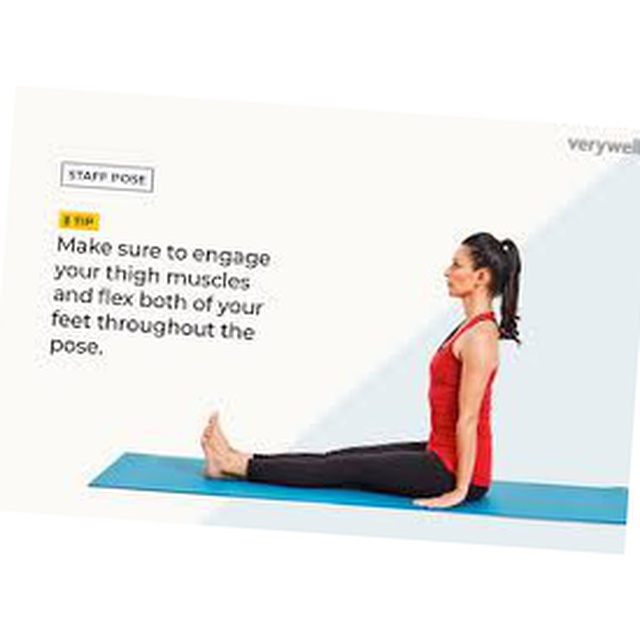 verywell
STAFF POSE
TIP
Make sure to engage
your thigh muscles
and flex both of your
feet throughout the
pose.